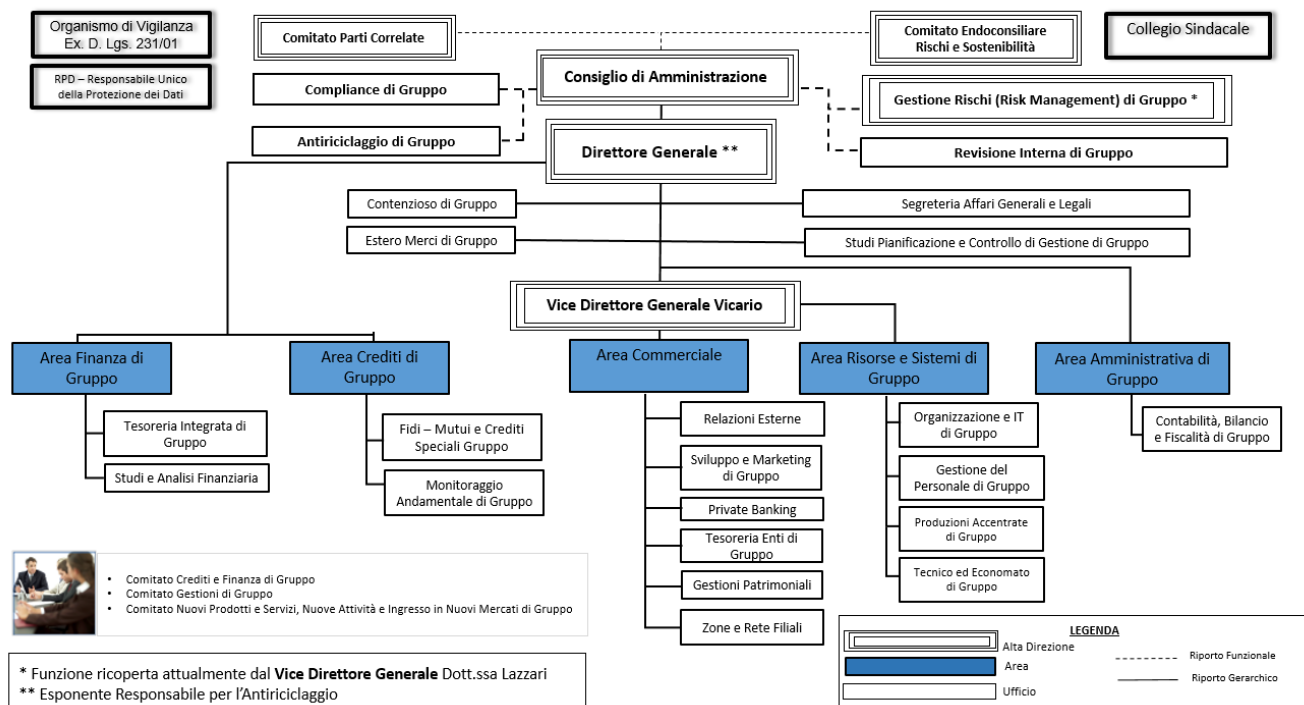 Organismo di Vigilanza
Ex. D. Lgs. 231/01
RPD – Responsabile Unico
della Protezione dei Dati
Comitato Parti Correlate
Comitato Endoconsiliare
Rischi e Sostenibilità
Collegio Sindacale
Consiglio di Amministrazione
Compliance di Gruppo
Gestione Rischi (Risk Management) di Gruppo *
Antiriciclaggio di Gruppo
Direttore Generale **
Revisione Interna di Gruppo
Contenzioso di Gruppo
Segreteria Affari Generali e Legali
Estero Merci di Gruppo
Studi Pianificazione e Controllo di Gestione di Gruppo
Vice Direttore Generale Vicario
Area Finanza di
Gruppo
Area Crediti di
Gruppo
Area Commerciale
Area Risorse e Sistemi di
Gruppo
Area Amministrativa di
Gruppo
Tesoreria Integrata di
Gruppo
Studi e Analisi Finanziaria
Fidi – Mutui e Crediti
Speciali Gruppo
Monitoraggio
Andamentale di Gruppo
Relazioni Esterne
Sviluppo e Marketing
di Gruppo
Private Banking
Tesoreria Enti di
Gruppo
Gestioni Patrimoniali
Zone e Rete Filiali
Organizzazione e IT
di Gruppo
Gestione del
Personale di Gruppo
Produzioni Accentrate
di Gruppo
Tecnico ed Economato
di Gruppo
Contabilità, Bilancio
e Fiscalità di Gruppo
• Comitato Crediti e Finanza di Gruppo
• Comitato Gestioni di Gruppo
• Comitato Nuovi Prodotti e Servizi, Nuove Attività e Ingresso in Nuovi Mercati di Gruppo
* Funzione ricoperta attualmente dal Vice Direttore Generale Dott.ssa Lazzari
** Esponente Responsabile per l'Antiriciclaggio
LEGENDA
Alta Direzione
Area
Ufficio
Riporto Funzionale
Riporto Gerarchico